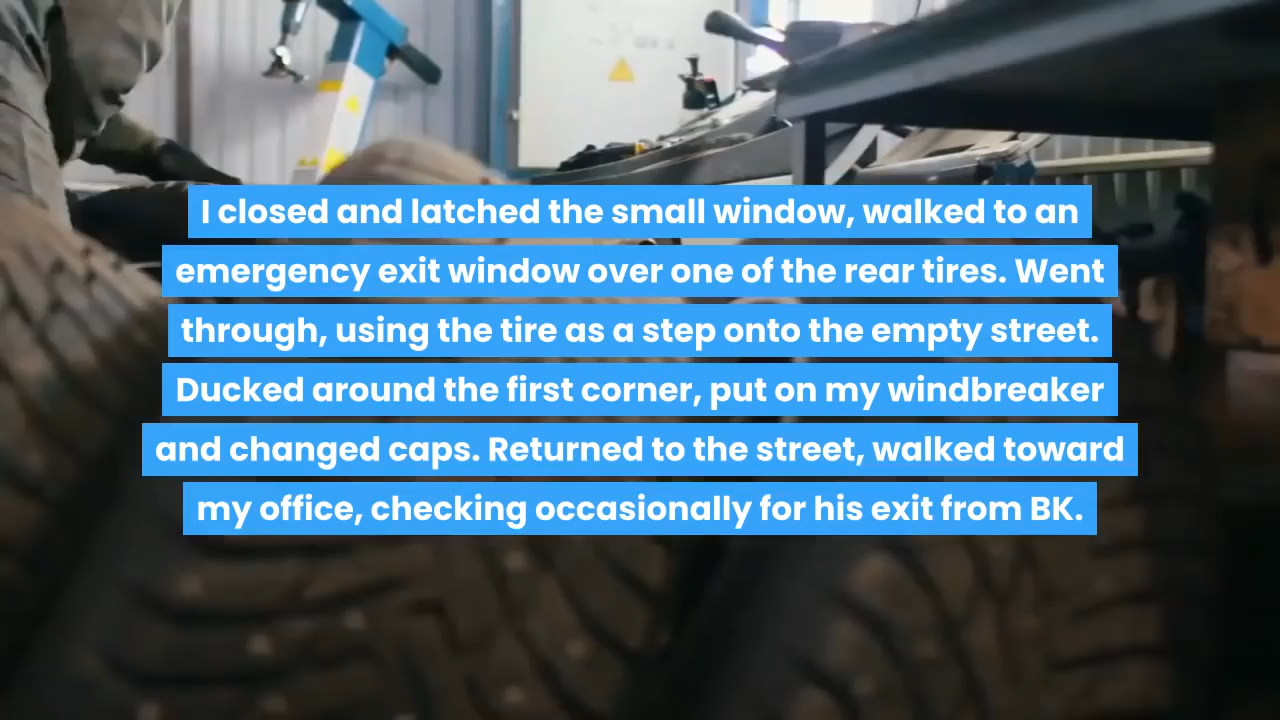 I closed and latched the small window, walked to an
emergency exit window over one of the rear tires. Went
through, using the tire as a step onto the empty street.
Ducked around the first corner, put on my windbreaker
and changed caps. Returned to the street, walked toward
my office, checking occasionally for his exit from BK.